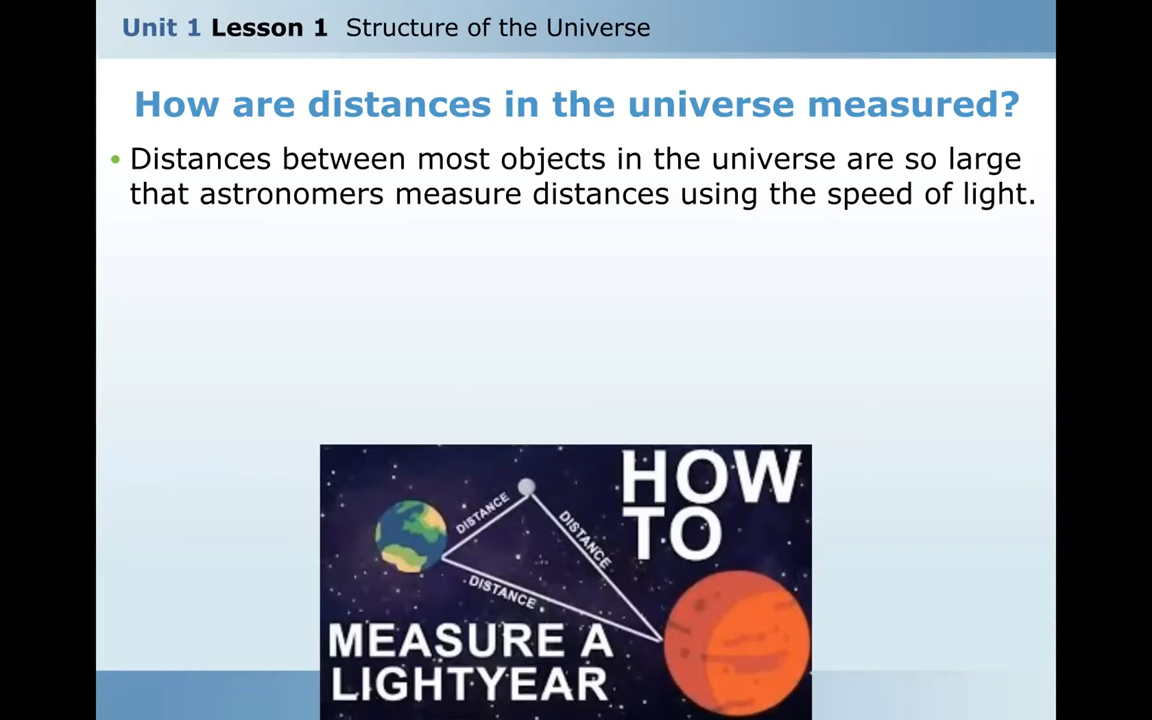 Unit 1 Lesson 1 Structure of the Universe
How are distances in the universe measured?
• Distances between most objects in the universe are so large
that astronomers measure distances using the speed of light.
HOW
TO
DISTANCE
DISTANCE
DISTANCE
MEASURE A
LIGHTYEAR